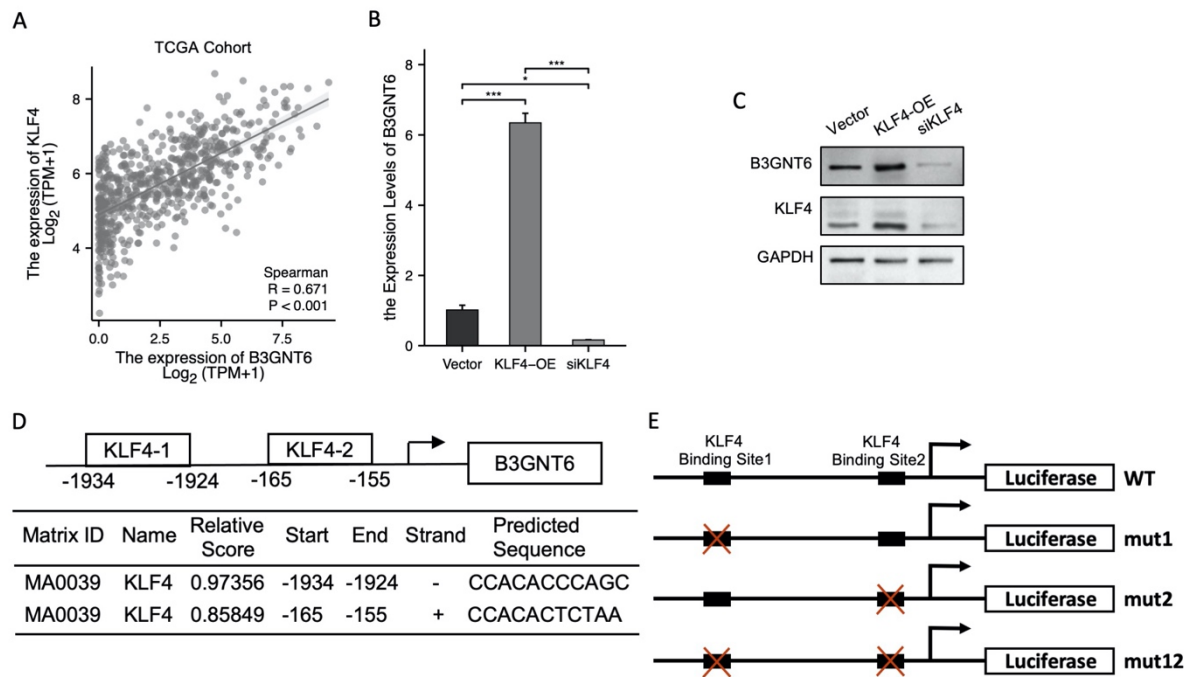 A
TCGA Cohort
The expression of KLF4
Log2 (TPM+1)
8
6
4
Spearman
R = 0.671
P < 0.001
0.0 2.5 5.0 7.5
The expression of B3GNT6
Log2 (TPM+1)
B
the Expression Levels of B3GNT6
8
6
4
2
0
***
*
***
Vector KLF4–OE siKLF4
C
Vector KLF4-OE siKLF4
B3GNT6
KLF4
GAPDH
D
KLF4-1 KLF4-2 B3GNT6
-1934 -1924 -165 -155
Matrix ID Name Relative Score Start End Strand Predicted Sequence
MA0039 KLF4 0.97356 -1934 -1924 - CCACACCCAGC
MA0039 KLF4 0.85849 -165 -155 + CCACACTCTAA
E
KLF4 Binding Site1 KLF4 Binding Site2
Luciferase WT
Luciferase mut1
Luciferase mut2
Luciferase mut12